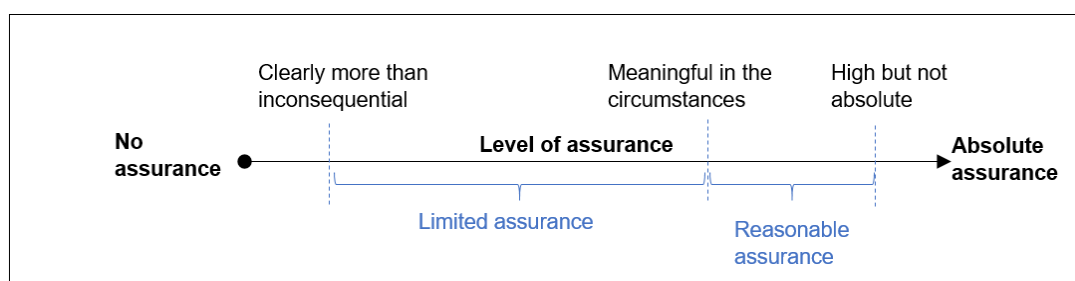 Clearly more than
inconsequential
Meaningful in the
circumstances
High but not
absolute
No
assurance
Level of assurance
Absolute
assurance
Limited assurance
Reasonable
assurance